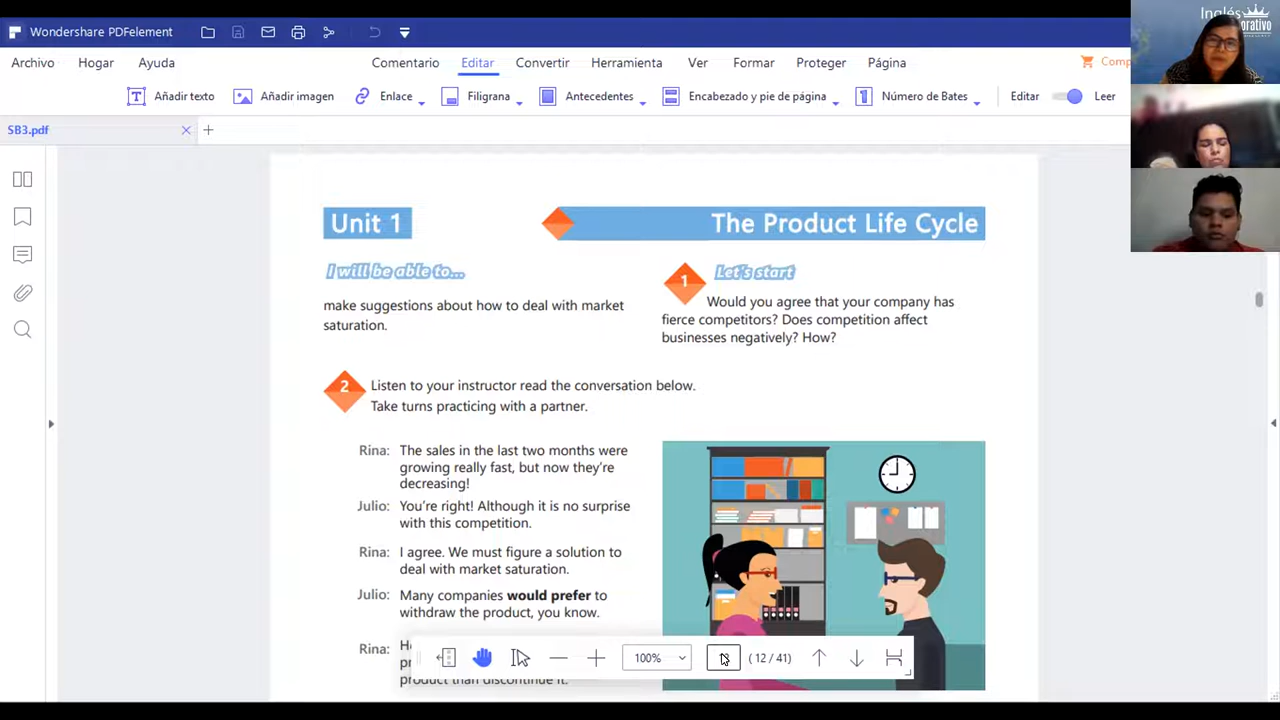 Wondershare PDFelement
Inglés
orativo
Archivo Hogar Ayuda Comentario Editar Convertir Herramienta Ver Formar Proteger Página
Añadir texto Añadir imagen Enlace Filigrana Antecedentes Encabezado y pie de página Número de Bates Editar Leer
SB3.pdf
Unit 1 The Product Life Cycle
I will be able to...
make suggestions about how to deal with market
saturation.
1 Let's start
Would you agree that your company has
fierce competitors? Does competition affect
businesses negatively? How?
2 Listen to your instructor read the conversation below.
Take turns practicing with a partner.
Rina: The sales in the last two months were
growing really fast, but now they're
decreasing!
Julio: You're right! Although it is no surprise
with this competition.
Rina: I agree. We must figure a solution to
deal with market saturation.
Julio: Many companies would prefer to
withdraw the product, you know.
Rina:
product than discontinue it.
100% ( 12 / 41)